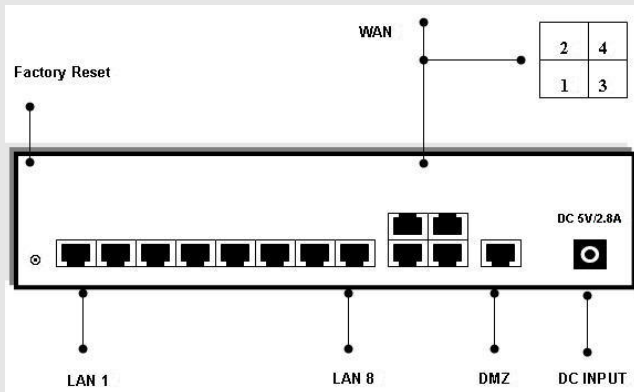 WAN
2 4
1 3
Factory Reset
DC 5V/2.8A
LAN 1
LAN 8
DMZ
DC INPUT